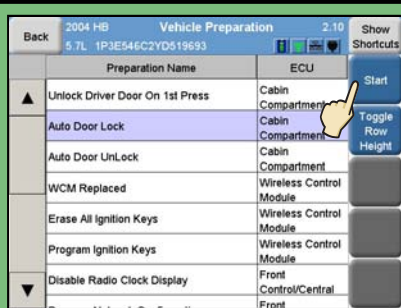 Back
2004 HB Vehicle Preparation 2.10
5.7L 1P3E546C2YD519693
Show
Shortcuts
Preparation Name ECU
Start
Unlock Driver Door On 1st Press Cabin
Compartment
Auto Door Lock Cabin
Compartment
Toggle
Row
Height
Auto Door UnLock Cabin
Compartment
WCM Replaced Wireless Control
Module
Erase All Ignition Keys Wireless Control
Module
Program Ignition Keys Wireless Control
Module
Disable Radio Clock Display Front
Control/Central
Front